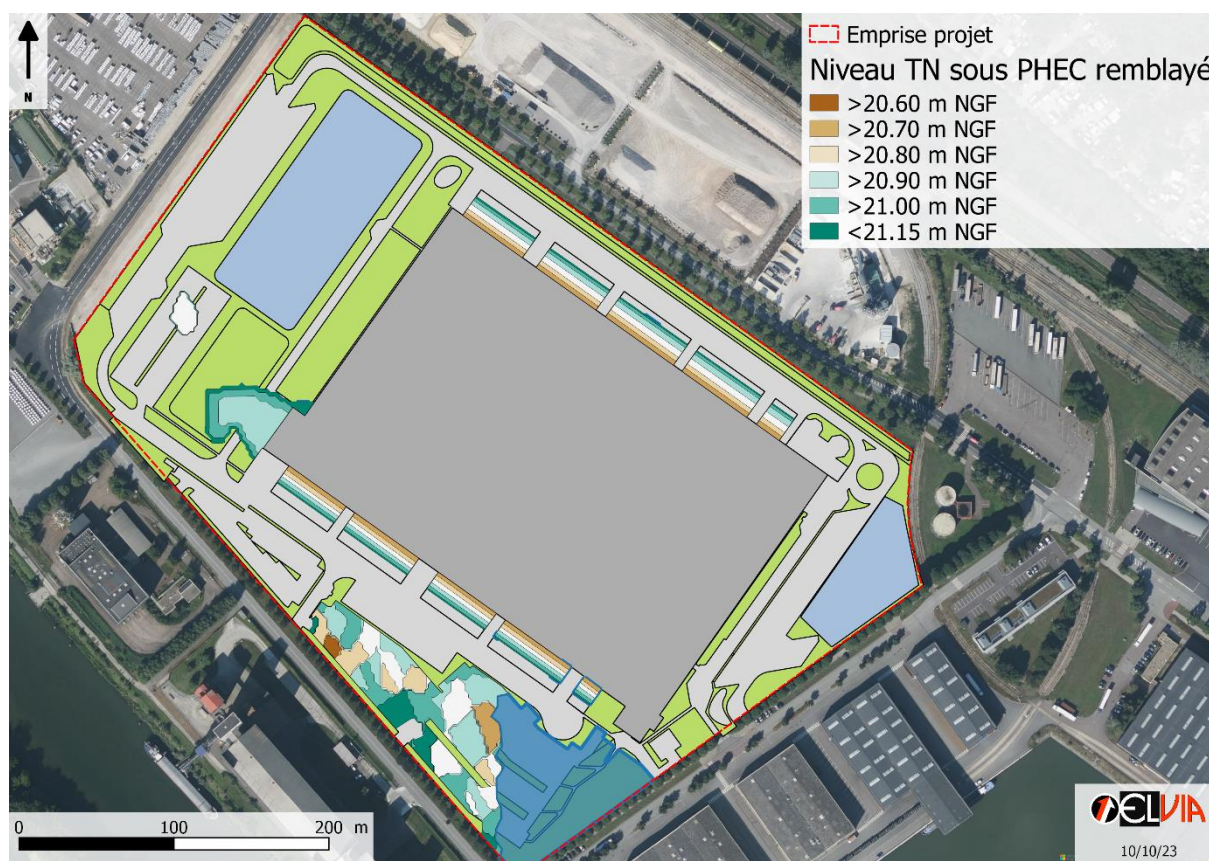 N
Emprise projet
Niveau TN sous PHEC remblayé
>20.60 m NGF
>20.70 m NGF
>20.80 m NGF
>20.90 m NGF
>21.00 m NGF
<21.15 m NGF
0 100 200 m
ELVIA
10/10/23